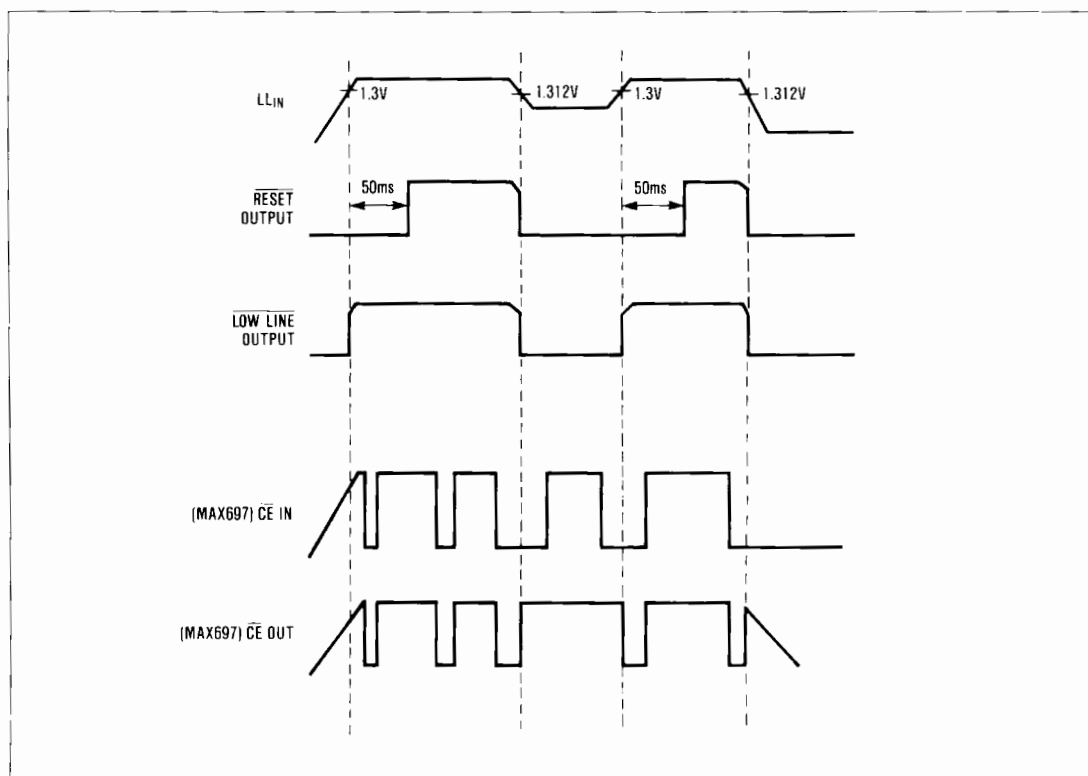 LLIN
1.3V
1.312V
1.3V
1.312V
RESET
OUTPUT
50ms
50ms
LOW LINE
OUTPUT
(MAX697) CE IN
(MAX697) CE OUT